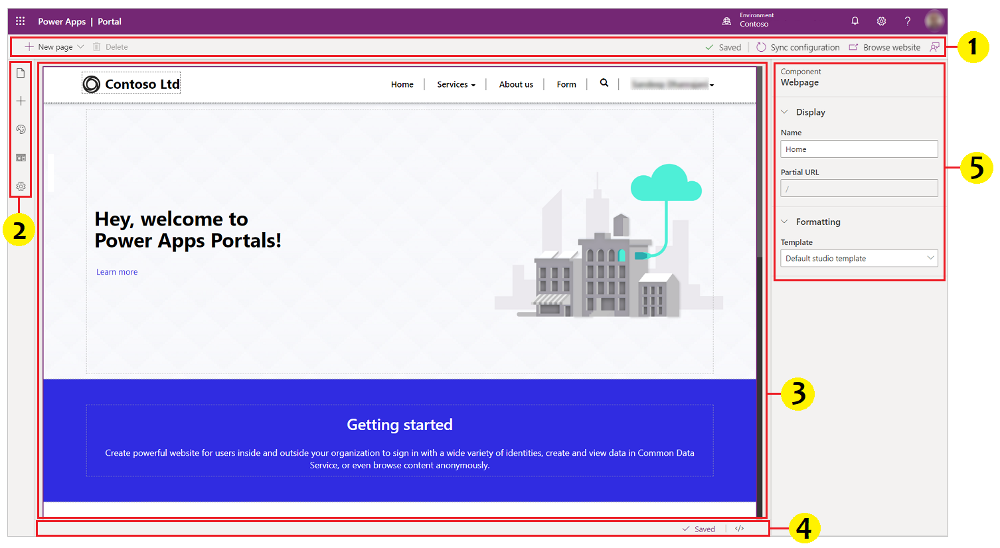 Power Apps | Portal
Environment
Contoso
?
New page
Delete
Saved
Sync configuration
Browse website
1
Contoso Ltd
Home
Services
About us
Form
Component
Webpage
Display
Name
Home
Partial URL
/
Formatting
Template
Default studio template
5
2
Hey, welcome to
Power Apps Portals!
Learn more
3
Getting started
Create powerful website for users inside and outside your organization to sign in with a wide variety of identities, create and view data in Common Data
Service, or even browse content anonymously.
Saved
</>
4